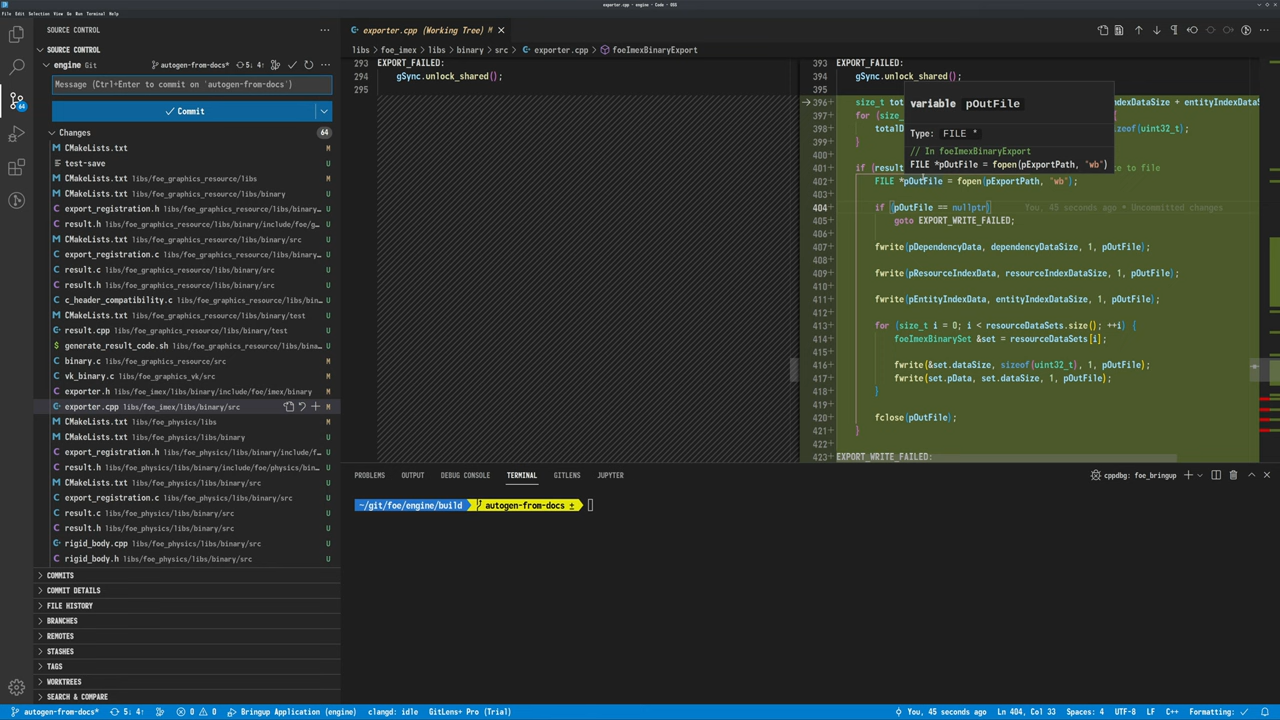 exporter.cpp - engine - Code - OSS
File Edit Selection View Go Run Terminal Help
SOURCE CONTROL
SOURCE CONTROL
engine Git autogen-from-docs* 5↓ 4↑
Message (Ctrl+Enter to commit on 'autogen-from-docs')
Commit
Changes 64
CMakeLists.txt M
test-save U
CMakeLists.txt libs/foe_graphics_resource/libs M
CMakeLists.txt libs/foe_graphics_resource/libs/binary U
export_registration.h libs/foe_graphics_resource/lib... U
result.h libs/foe_graphics_resource/libs/binary/include/foe/g... U
CMakeLists.txt libs/foe_graphics_resource/libs/binary/src U
export_registration.c libs/foe_graphics_resource/libs/b... U
result.c libs/foe_graphics_resource/libs/binary/src U
result.h libs/foe_graphics_resource/libs/binary/src U
c_header_compatibility.c libs/foe_graphics_resource/libs/bin... U
CMakeLists.txt libs/foe_graphics_resource/libs/binary/test U
result.cpp libs/foe_graphics_resource/libs/binary/test U
generate_result_code.sh libs/foe_graphics_resource/libs/bina... U
binary.c libs/foe_graphics_resource/src M
vk_binary.c libs/foe_graphics_vk/src M
exporter.h libs/foe_imex/libs/binary/include/foe/imex/binary M
exporter.cpp libs/foe_imex/libs/binary/src M
CMakeLists.txt libs/foe_physics/libs M
CMakeLists.txt libs/foe_physics/libs/binary U
export_registration.h libs/foe_physics/libs/binary/include/f... U
result.h libs/foe_physics/libs/binary/include/foe/physics/bin... U
CMakeLists.txt libs/foe_physics/libs/binary/src U
export_registration.c libs/foe_physics/libs/binary/src U
result.c libs/foe_physics/libs/binary/src U
result.h libs/foe_physics/libs/binary/src U
rigid_body.cpp libs/foe_physics/libs/binary/src U
rigid_body.h libs/foe_physics/libs/binary/src U
COMMITS
COMMIT DETAILS
FILE HISTORY
BRANCHES
REMOTES
STASHES
TAGS
WORKTREES
SEARCH & COMPARE
exporter.cpp (Working Tree) M
libs > foe_imex > libs > binary > src > exporter.cpp > foeImexBinaryExport
293 EXPORT_FAILED:
294 gSync.unlock_shared();
295
393 EXPORT_FAILED:
394 gSync.unlock_shared();
395
396+ size_t tot ndexDataSize + entityIndexDataS
397+ for (size_
398+ totalD izeof(uint32_t);
399+ }
400+
401+ if (resul te to file
402+ FILE *pOutFile = fopen(pExportPath, "wb");
403+
404 if (pOutFile == nullptr) You, 45 seconds ago • Uncommitted changes
405+ goto EXPORT_WRITE_FAILED;
406+
407+ fwrite(pDependencyData, dependencyDataSize, 1, pOutFile);
408+
409+ fwrite(pResourceIndexData, resourceIndexDataSize, 1, pOutFile);
410+
411+ fwrite(pEntityIndexData, entityIndexDataSize, 1, pOutFile);
412+
413+ for (size_t i = 0; i < resourceDataSets.size(); ++i) {
414+ foeImexBinarySet &set = resourceDataSets[i];
415+
416+ fwrite(&set.dataSize, sizeof(uint32_t), 1, pOutFile);
417+ fwrite(set.pData, set.dataSize, 1, pOutFile);
418+ }
419+
420+ fclose(pOutFile);
421+ }
422+
423+ EXPORT_WRITE_FAILED:
variable pOutFile
Type: FILE *
// In foeImexBinaryExport
FILE *pOutFile = fopen(pExportPath, "wb")
PROBLEMS OUTPUT DEBUG CONSOLE TERMINAL GITLENS JUPYTER
cppdbg: foe_bringup
~/git/foe/engine/build autogen-from-docs ±
autogen-from-docs* 5↓ 4↑ 0 0 Bringup Application (engine) clangd: idle GitLens+ Pro (Trial) You, 45 seconds ago Ln 404, Col 33 Spaces: 4 UTF-8 LF C++ Formatting: ✓